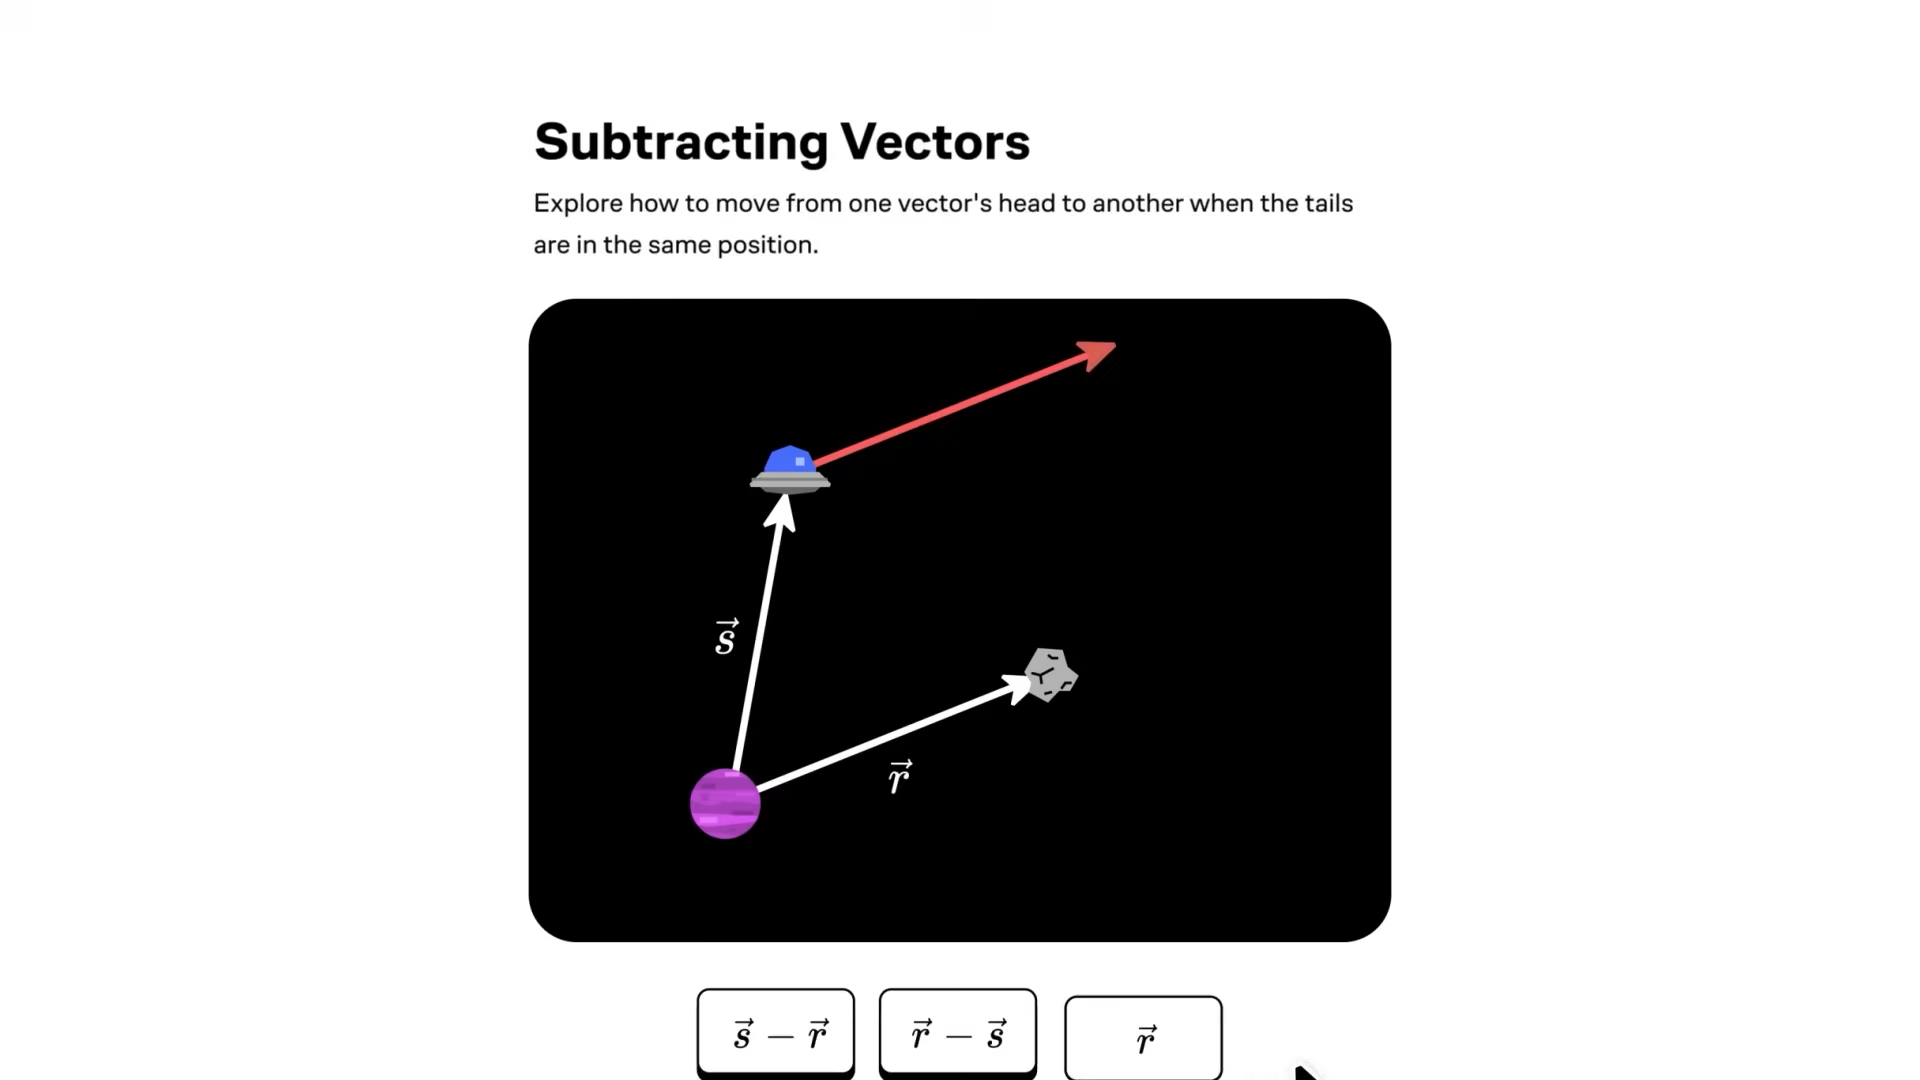 Subtracting Vectors
Explore how to move from one vector's head to another when the tails
are in the same position.
s⃗
r⃗
s⃗ − r⃗
r⃗ − s⃗
r⃗